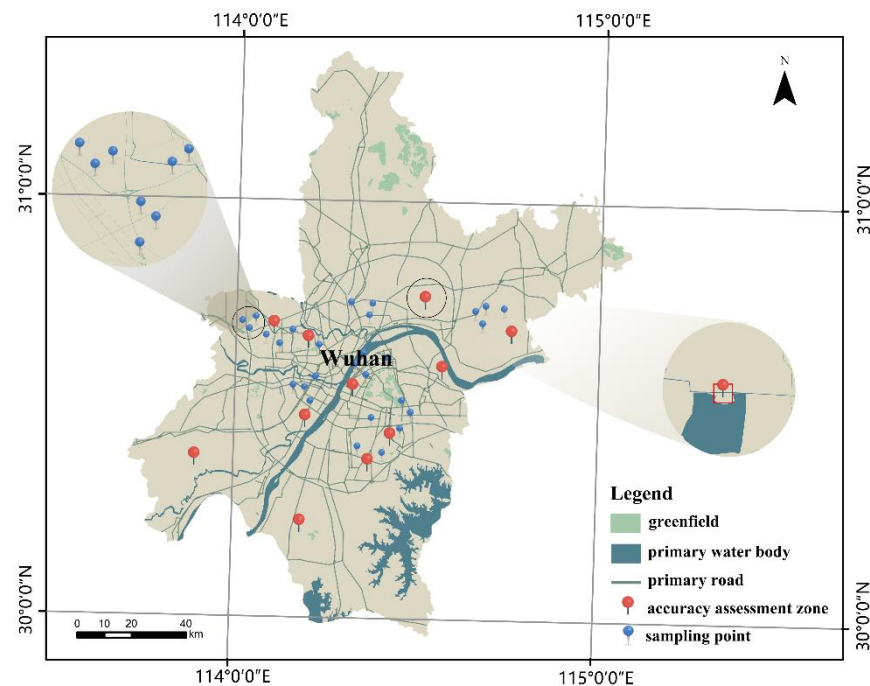 114°0'0"E
115°0'0"E
N
31°0'0"N
31°0'0"N
Wuhan
Legend
greenfield
primary water body
primary road
accuracy assessment zone
sampling point
30°0'0"N
30°0'0"N
0 10 20 40
km
114°0'0"E
115°0'0"E